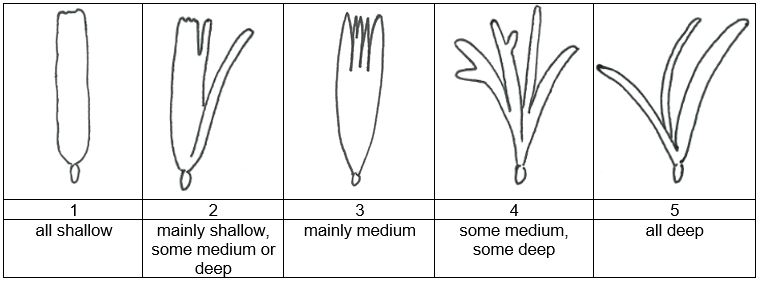 1
2
3
4
5
all shallow
mainly shallow,
some medium or
deep
mainly medium
some medium,
some deep
all deep